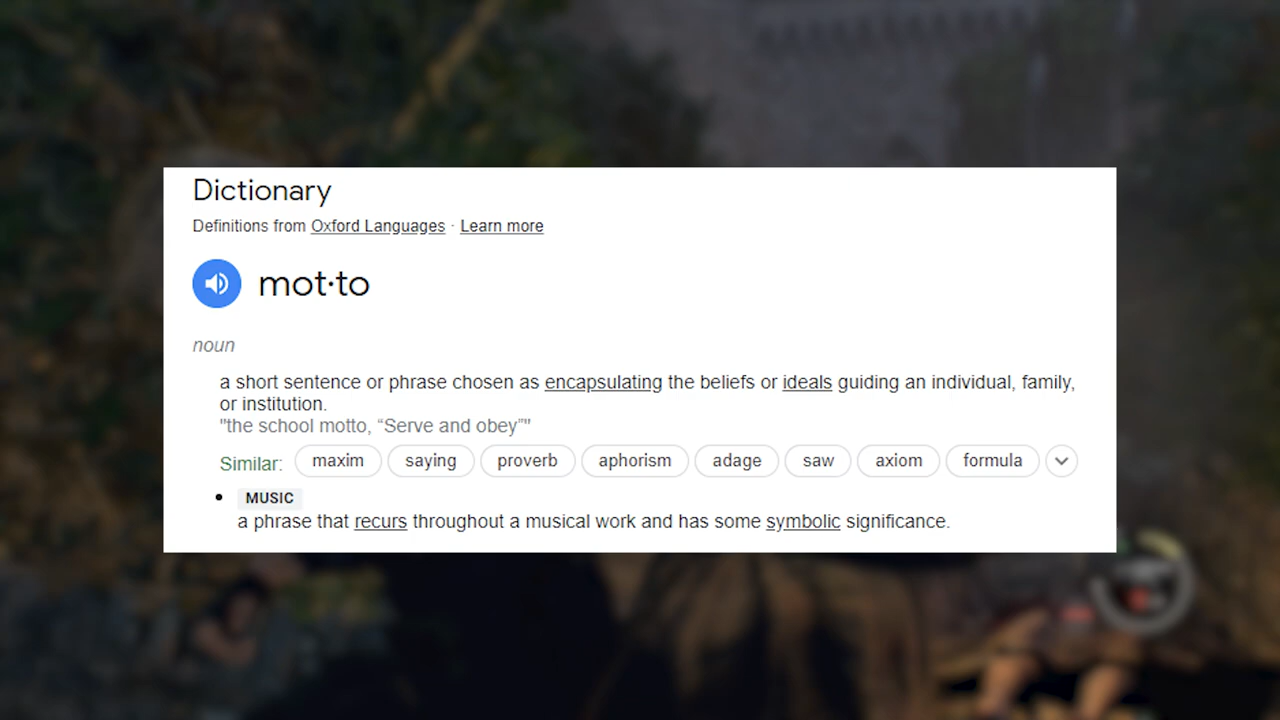 Dictionary
Definitions from Oxford Languages · Learn more
mot·to
noun
a short sentence or phrase chosen as encapsulating the beliefs or ideals guiding an individual, family,
or institution.
"the school motto, “Serve and obey”"
Similar: maxim saying proverb aphorism adage saw axiom formula
MUSIC
a phrase that recurs throughout a musical work and has some symbolic significance.